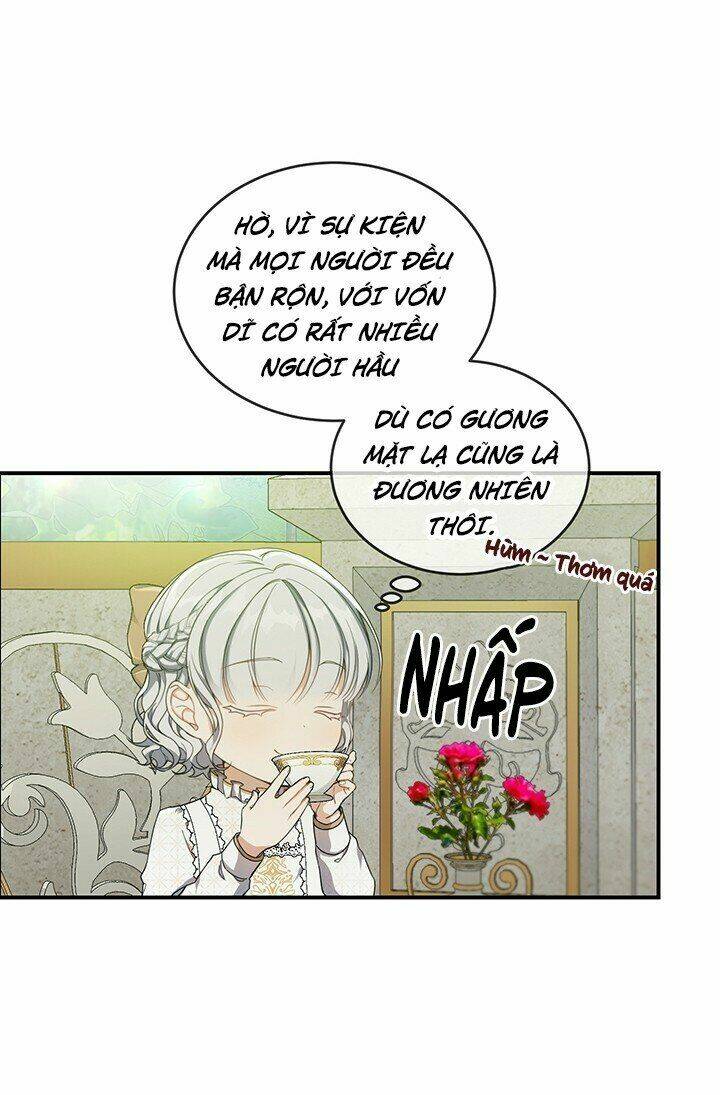 HỜ, VÌ SỰ KIỆN
MÀ MỌI NGƯỜI ĐỀU
BẬN RỘN, VỚI VỐN
DĨ CÓ RẤT NHIỀU
NGƯỜI HẦU
DÙ CÓ GƯƠNG
MẶT LẠ CŨNG LÀ
ĐƯƠNG NHIÊN
THÔI.
Hùm ~ Thơm quá
NHẤP